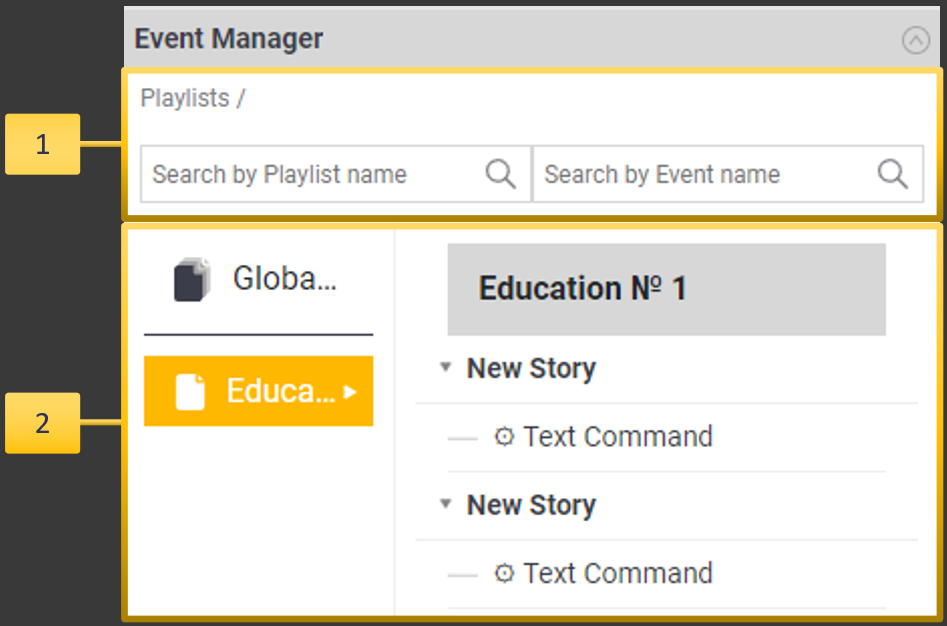 Event Manager
Playlists /
1
Search by Playlist name
Search by Event name
Globa...
Education № 1
New Story
Educa...
2
Text Command
New Story
Text Command